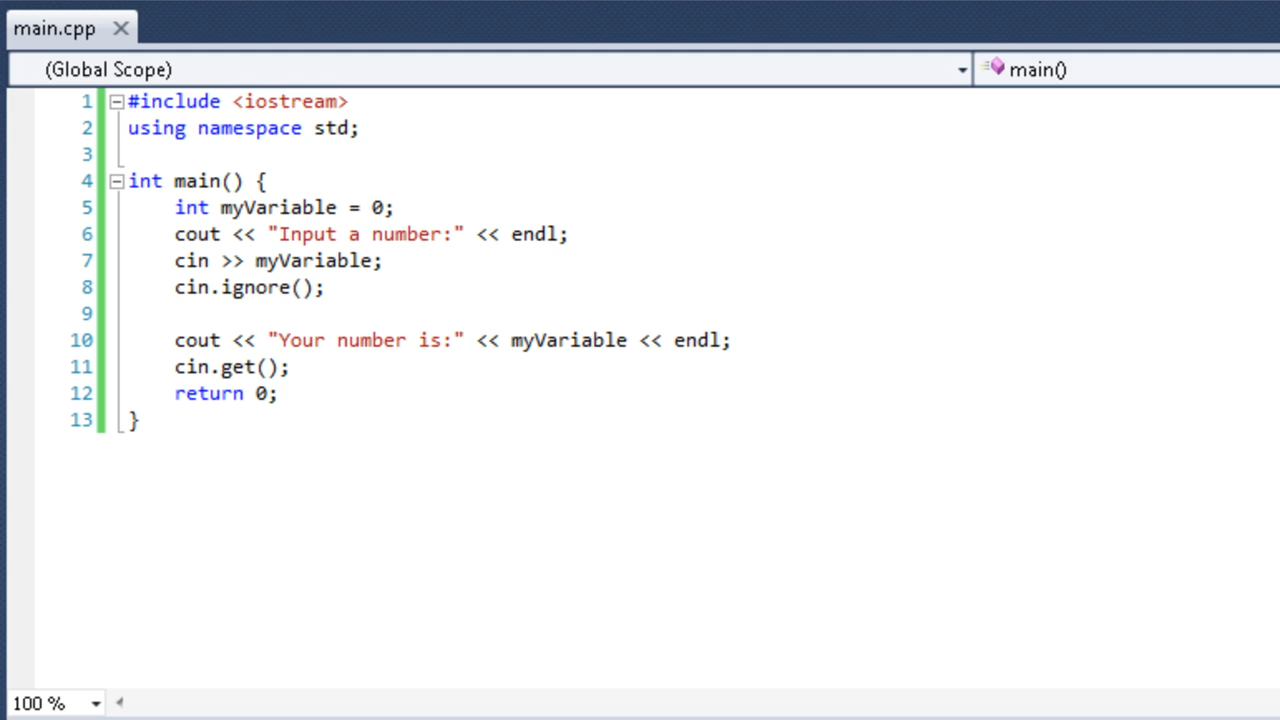 main.cpp
(Global Scope) main()
1 #include <iostream>
2 using namespace std;
3
4 int main() {
5     int myVariable = 0;
6     cout << "Input a number:" << endl;
7     cin >> myVariable;
8     cin.ignore();
9
10     cout << "Your number is:" << myVariable << endl;
11     cin.get();
12     return 0;
13 }
100 %